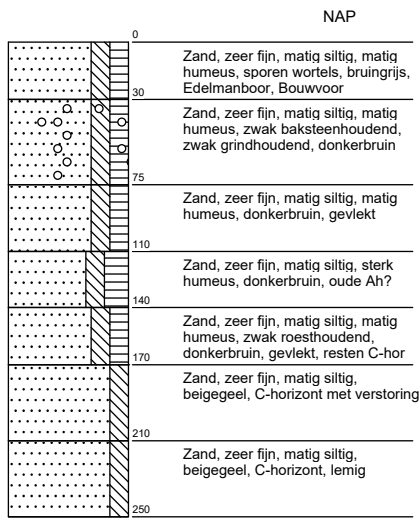 NAP
0
Zand, zeer fijn, matig siltig, matig
humeus, sporen wortels, bruingrijs,
Edelmanboor, Bouwvoor
30
Zand, zeer fijn, matig siltig, matig
humeus, zwak baksteenhoudend,
zwak grindhoudend, donkerbruin
75
Zand, zeer fijn, matig siltig, matig
humeus, donkerbruin, gevlekt
110
Zand, zeer fijn, matig siltig, sterk
humeus, donkerbruin, oude Ah?
140
Zand, zeer fijn, matig siltig, matig
humeus, zwak roesthoudend,
donkerbruin, gevlekt, resten C-hor
170
Zand, zeer fijn, matig siltig,
beigegeel, C-horizont met verstoring
210
Zand, zeer fijn, matig siltig,
beigegeel, C-horizont, lemig
250